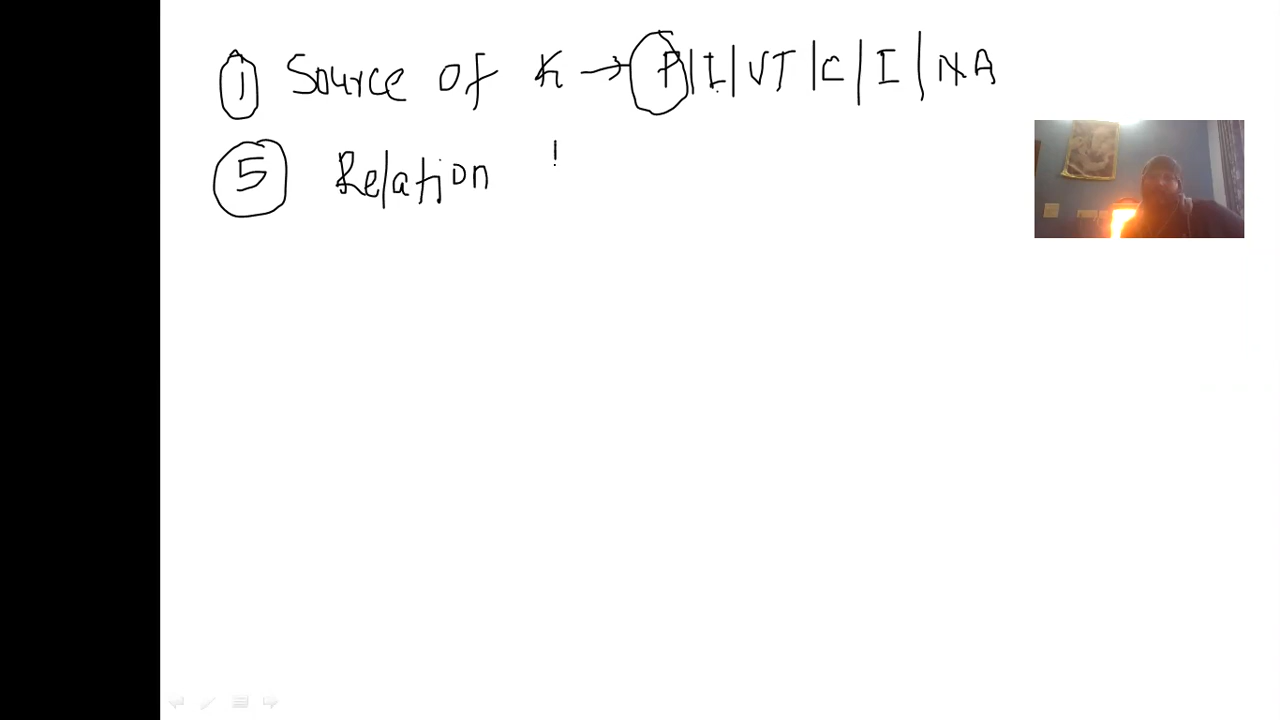 1 Source of K → P | I | VT | C | I | NA
5 Relation